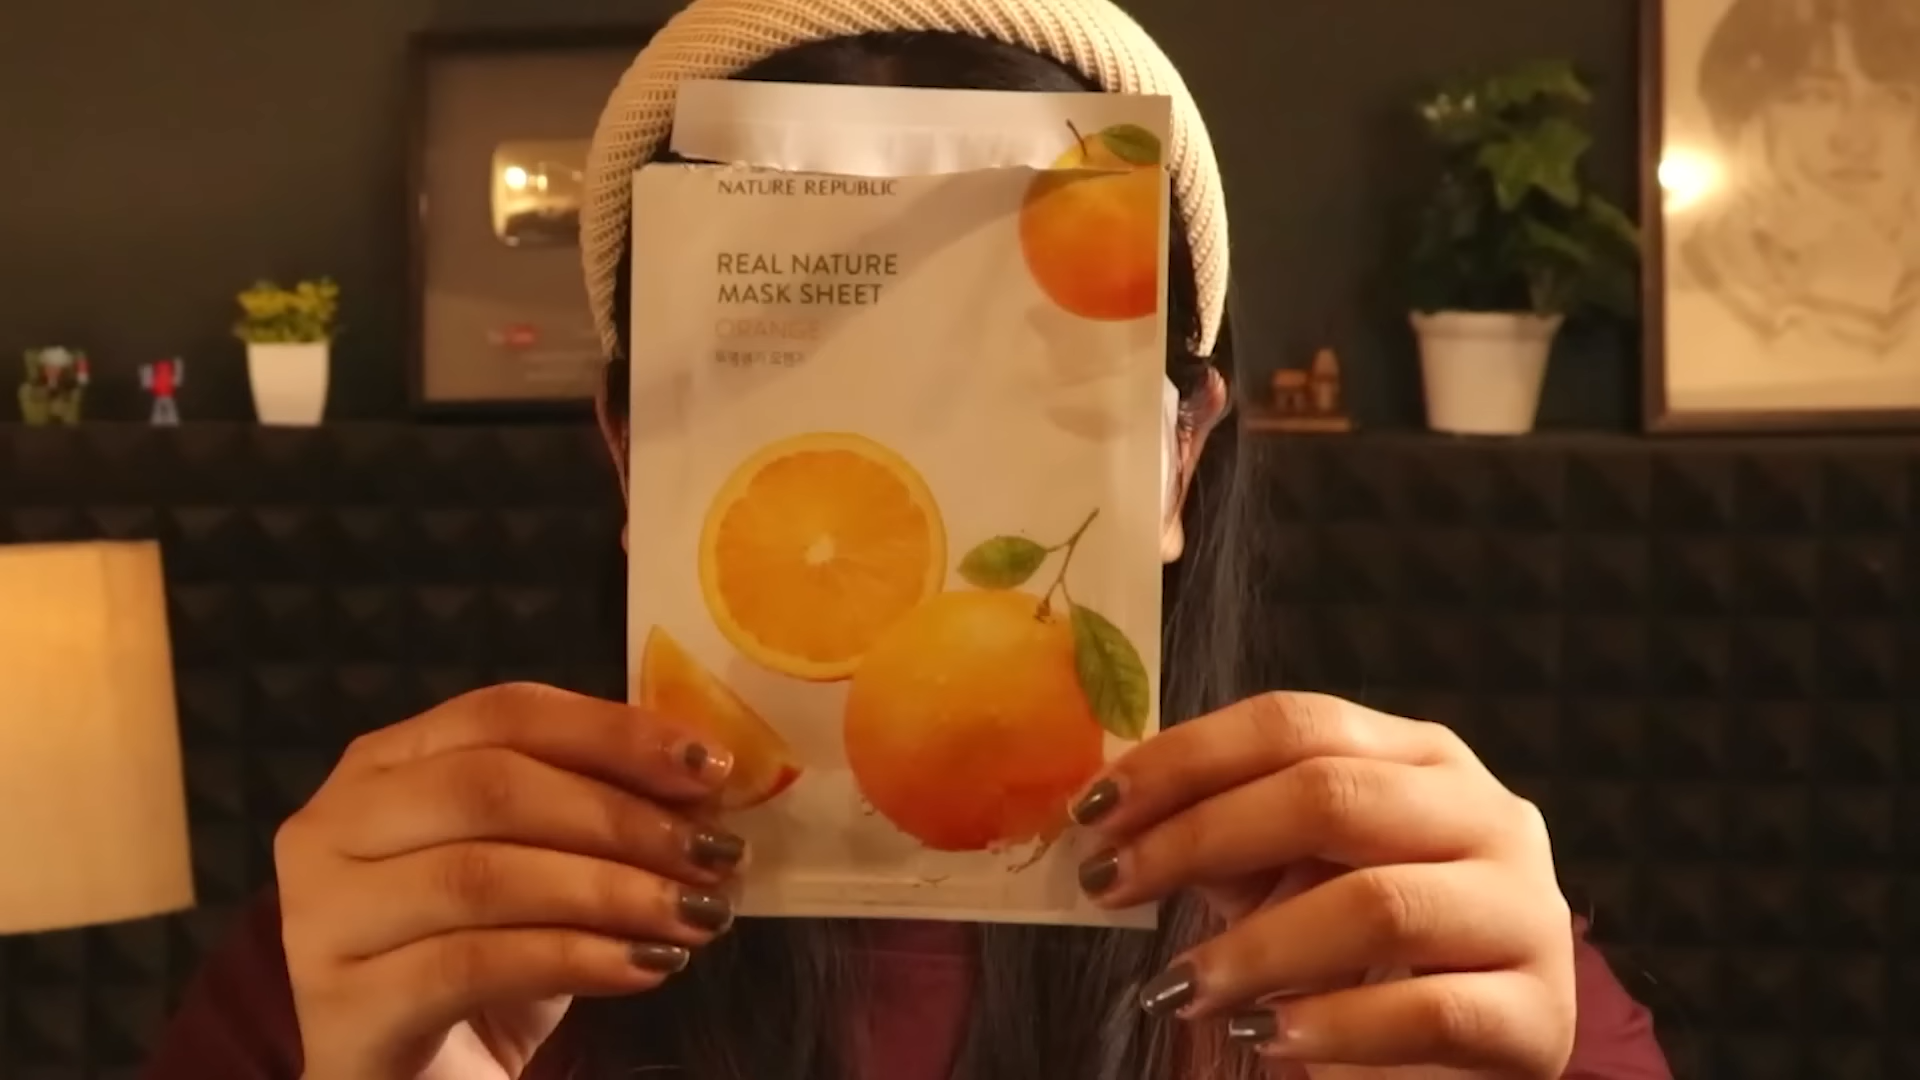 NATURE REPUBLIC
REAL NATURE
MASK SHEET
ORANGE